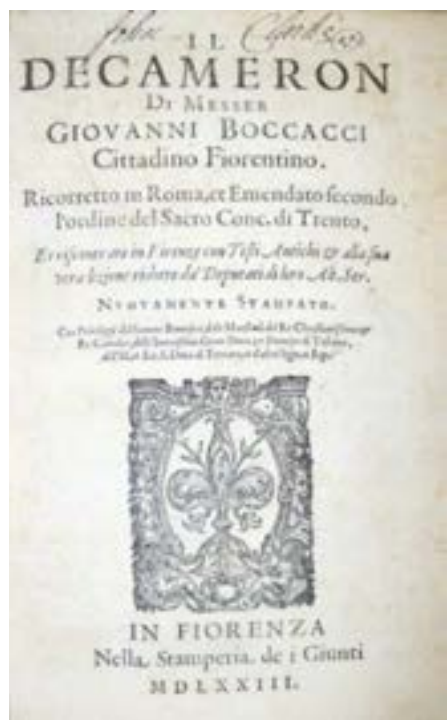 John
IL
DECAMERON
DI MESSER
GIOVANNI BOCCACCI
Cittadino Fiorentino.
Ricorretto in Roma, et Emendato secondo
l'ordine del Sacro Conc. di Trento,
Et riscontrato in Firenze con Testi Antichi & alla sua
vera lezione ridotto da' Deputati di loro Alt. Ser.
NUOVAMENTE STAMPATO.
IN FIORENZA
Nella Stamperia de i Giunti
MDLXXIII.